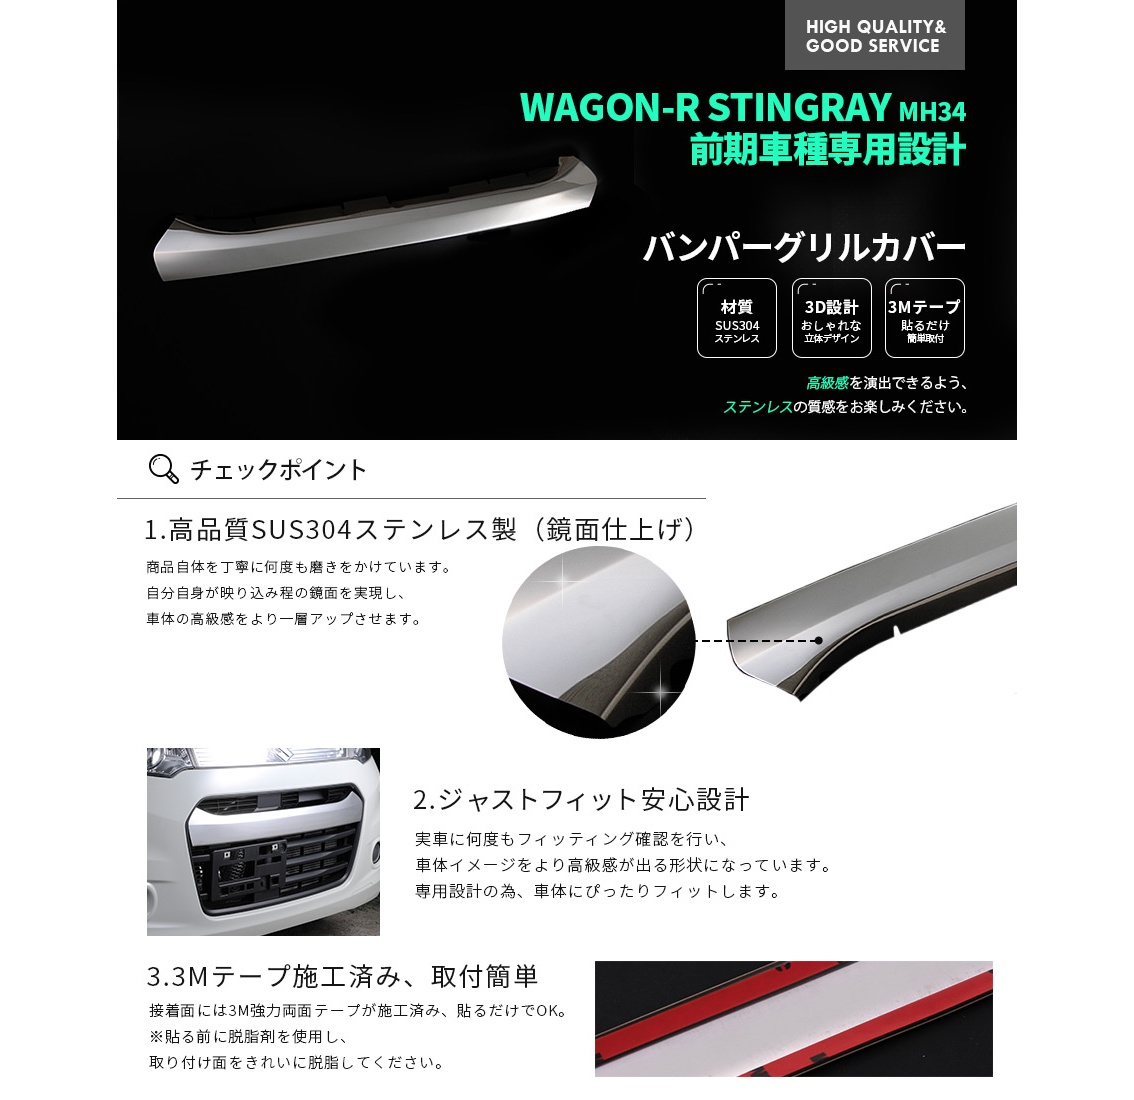 HIGH QUALITY&
GOOD SERVICE
WAGON-R STINGRAY MH34
前期車種専用設計
バンパーグリルカバー
材質
SUS304
ステンレス
3D設計
おしゃれな
立体デザイン
3Mテープ
貼るだけ
簡単取付
高級感を演出できるよう、
ステンレスの質感をお楽しみください。
チェックポイント
1.高品質SUS304ステンレス製（鏡面仕上げ）
商品自体を丁寧に何度も磨きをかけています。
自分自身が映り込み程の鏡面を実現し、
車体の高級感をより一層アップさせます。
2.ジャストフィット安心設計
実車に何度もフィッティング確認を行い、
車体イメージをより高級感が出る形状になっています。
専用設計の為、車体にぴったりフィットします。
3.3Mテープ施工済み、取付簡単
接着面には3M強力両面テープが施工済み、貼るだけでOK。
※貼る前に脱脂剤を使用し、
取り付け面をきれいに脱脂してください。